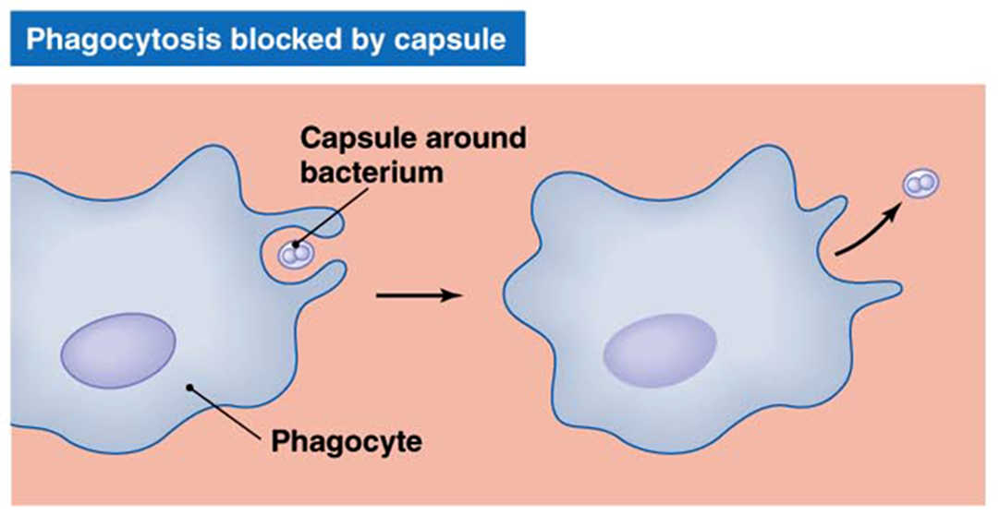 Phagocytosis blocked by capsule
Capsule around
bacterium
Phagocyte